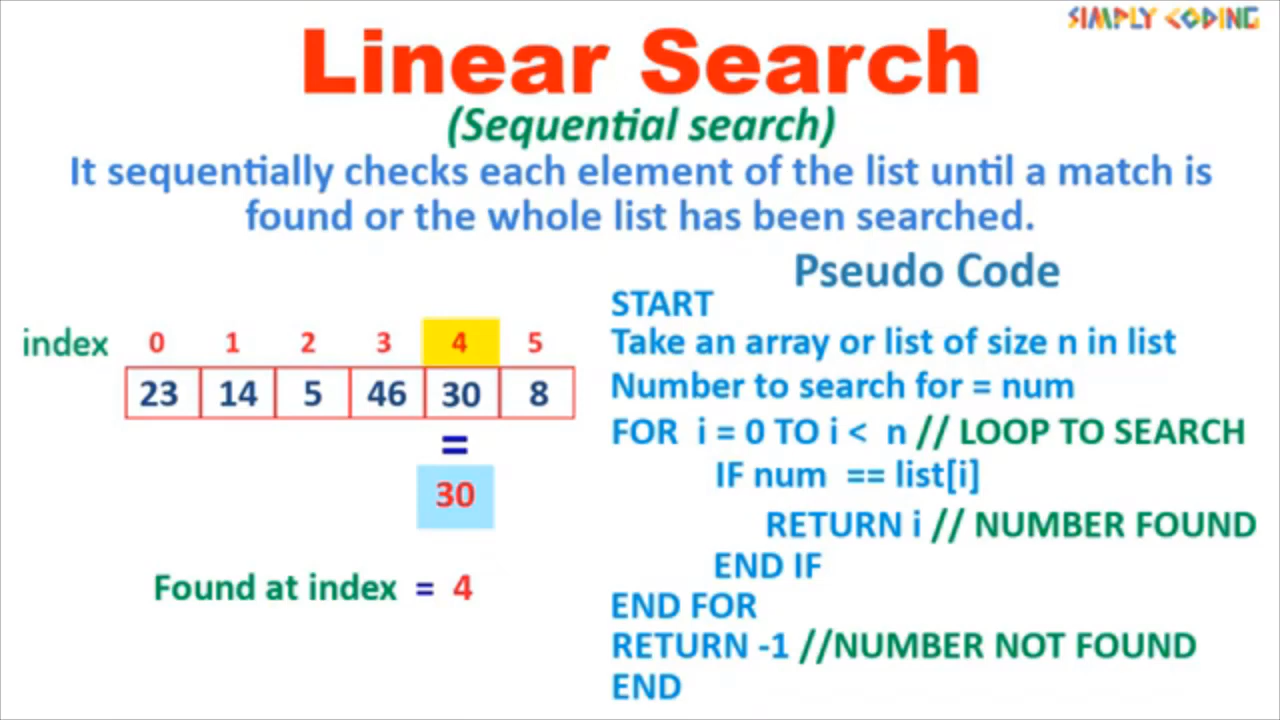 SIMPLY CODING
Linear Search
(Sequential search)
It sequentially checks each element of the list until a match is
found or the whole list has been searched.
index 0 1 2 3 4 5
23 14 5 46 30 8
=
30
Found at index = 4
Pseudo Code
START
Take an array or list of size n in list
Number to search for = num
FOR i = 0 TO i < n // LOOP TO SEARCH
IF num == list[i]
RETURN i // NUMBER FOUND
END IF
END FOR
RETURN -1 //NUMBER NOT FOUND
END